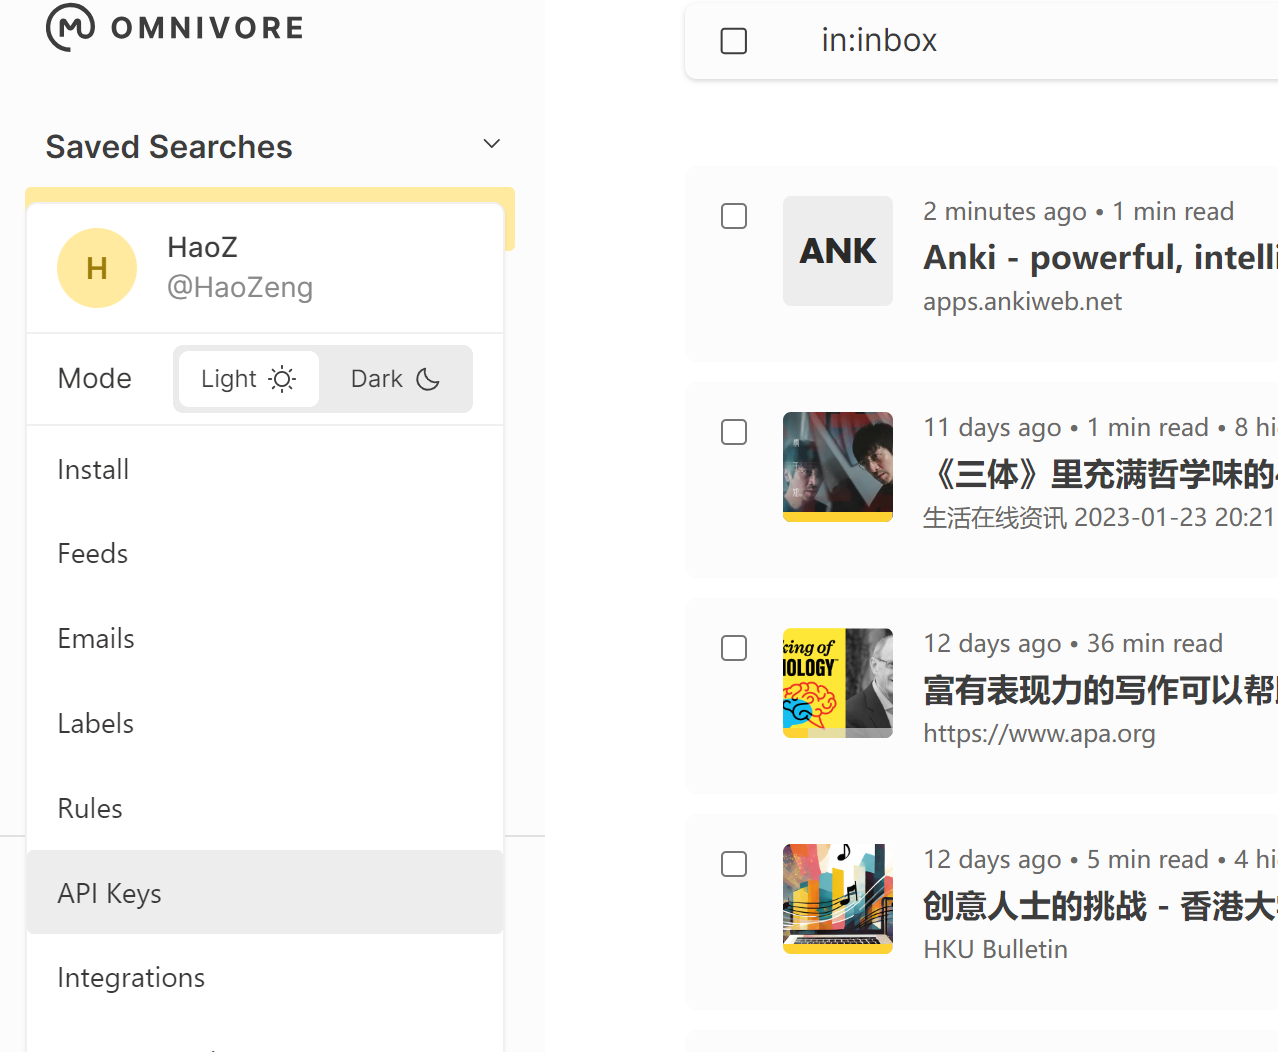 OMNIVORE
Saved Searches
H
HaoZ
@HaoZeng
Mode
Light
Dark
Install
Feeds
Emails
Labels
Rules
API Keys
Integrations
in:inbox
ANK
2 minutes ago • 1 min read
Anki - powerful, intelli
apps.ankiweb.net
11 days ago • 1 min read • 8 hi
《三体》里充满哲学味的
生活在线资讯 2023-01-23 20:21
king of
OLOGY
12 days ago • 36 min read
富有表现力的写作可以帮
https://www.apa.org
12 days ago • 5 min read • 4 hi
创意人士的挑战 - 香港大
HKU Bulletin